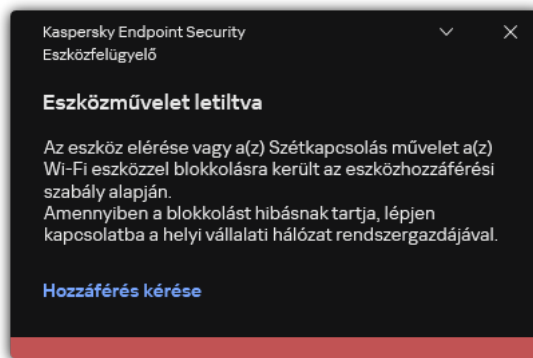 Kaspersky Endpoint Security
Eszközfelügyelő
Eszközművelet letiltva
Az eszköz elérése vagy a(z) Szétkapcsolás művelet a(z)
Wi-Fi eszközzel blokkolásra került az eszközhozzáférési
szabály alapján.
Amennyiben a blokkolást hibásnak tartja, lépjen
kapcsolatba a helyi vállalati hálózat rendszergazdájával.
Hozzáférés kérése